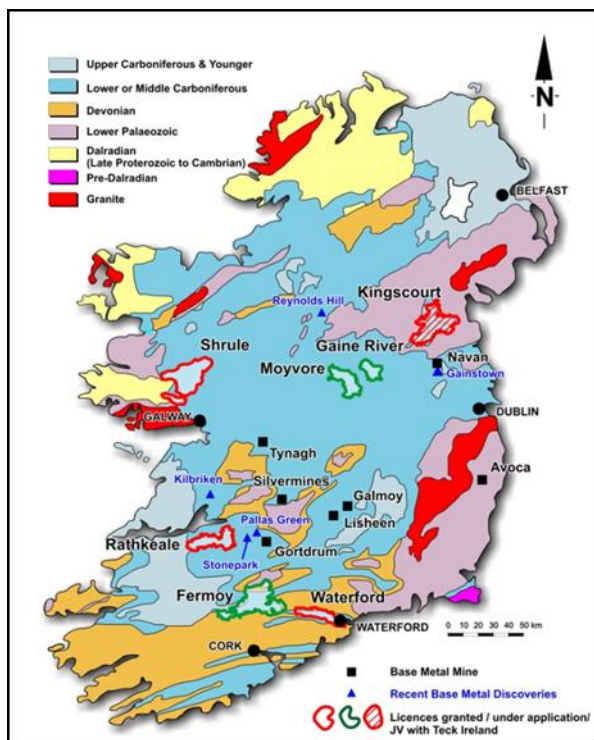 Upper Carboniferous & Younger
Lower or Middle Carboniferous
Devonian
Lower Palaeozoic
Dalradian
(Late Proterozoic to Cambrian)
Pre-Dalradian
Granite
N
BELFAST
Kingscourt
Reynolds Hill
Shrule
Gaine River
Navan
Moyvore
Gainstown
DUBLIN
GALWAY
Tynagh
Avoca
Kilbriken
Silvermines
Galmoy
Lisheen
Pallas Green
Rathkeale
Gortdrum
Stonepark
Fermoy
Waterford
WATERFORD
0 10 20 30 40 50 km
CORK
Base Metal Mine
Recent Base Metal Discoveries
Licences granted / under application/
JV with Teck Ireland